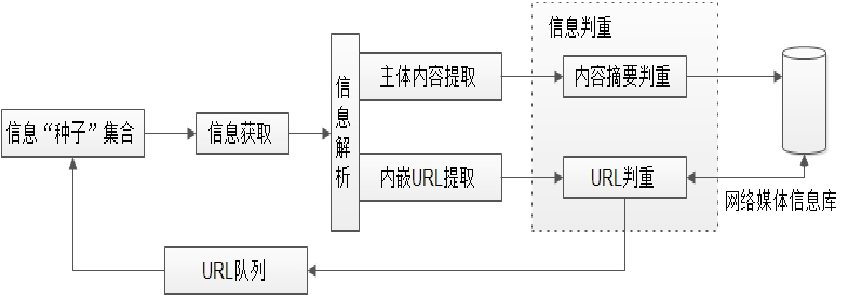 信息判重
主体内容提取
内容摘要判重
信息“种子”集合
信息获取
信息解析
内嵌URL提取
URL判重
网络媒体信息库
URL队列